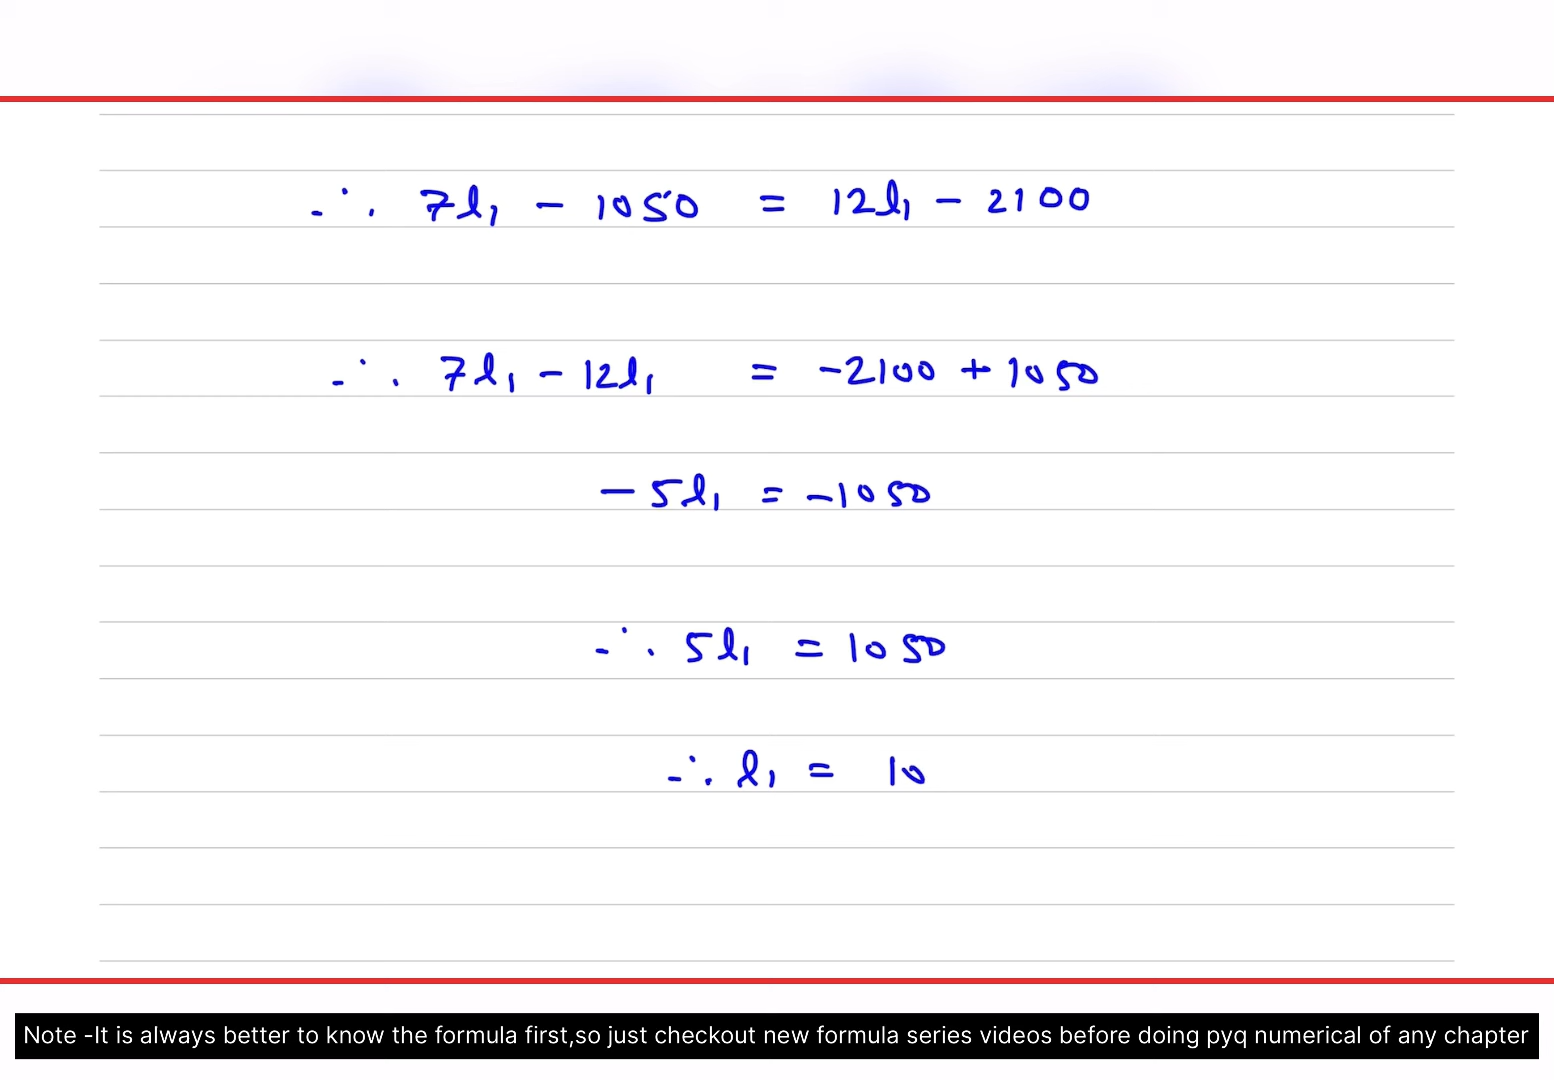 ∴ 7l₁ - 1050 = 12l₁ - 2100
∴ 7l₁ - 12l₁ = -2100 + 1050
- 5l₁ = -1050
∴ 5l₁ = 1050
∴ l₁ = 10
Note -It is always better to know the formula first,so just checkout new formula series videos before doing pyq numerical of any chapter